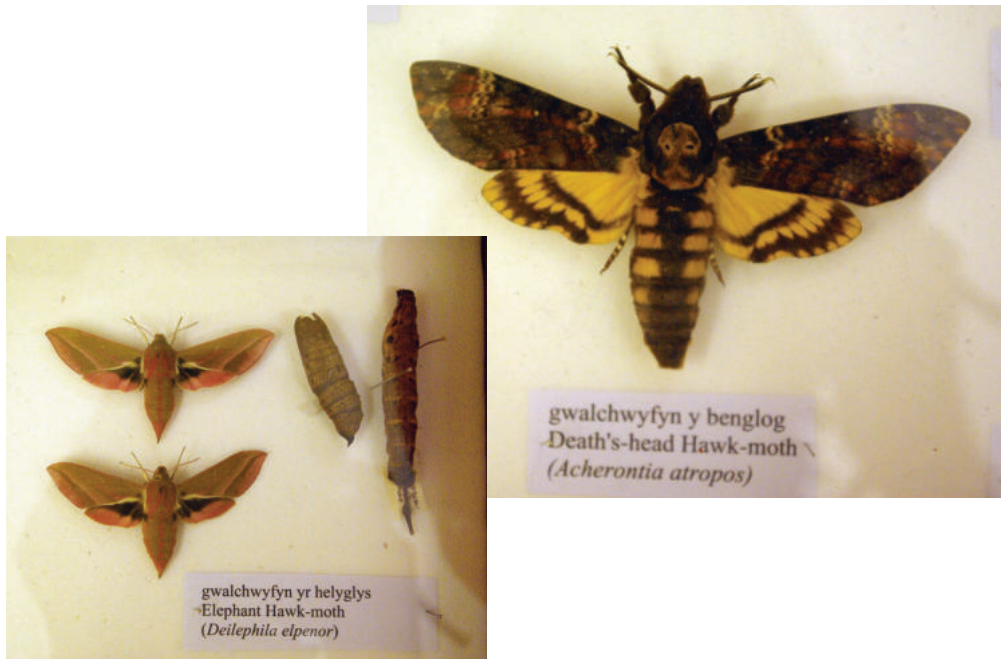 gwalchwyfyn y benglog
Death's-head Hawk-moth
(Acherontia atropos)
gwalchwyfyn yr helyglys
Elephant Hawk-moth
(Deilephila elpenor)